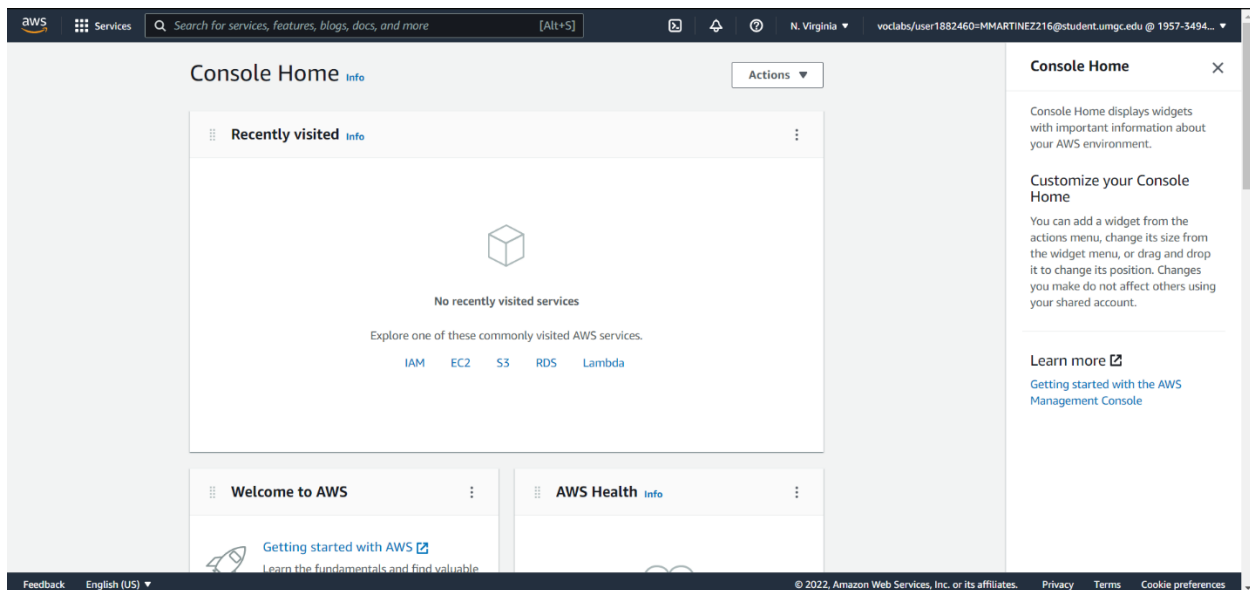 aws
Services
Search for services, features, blogs, docs, and more
[Alt+S]
N. Virginia
voclabs/user1882460=MMARTINEZ216@student.umgc.edu @ 1957-3494...
Console Home Info
Actions
Recently visited Info
No recently visited services
Explore one of these commonly visited AWS services.
IAM EC2 S3 RDS Lambda
Welcome to AWS
Getting started with AWS
Learn the fundamentals and find valuable
AWS Health Info
Console Home
Console Home displays widgets
with important information about
your AWS environment.
Customize your Console
Home
You can add a widget from the
actions menu, change its size from
the widget menu, or drag and drop
it to change its position. Changes
you make do not affect others using
your shared account.
Learn more
Getting started with the AWS
Management Console
Feedback
English (US)
© 2022, Amazon Web Services, Inc. or its affiliates.
Privacy
Terms
Cookie preferences